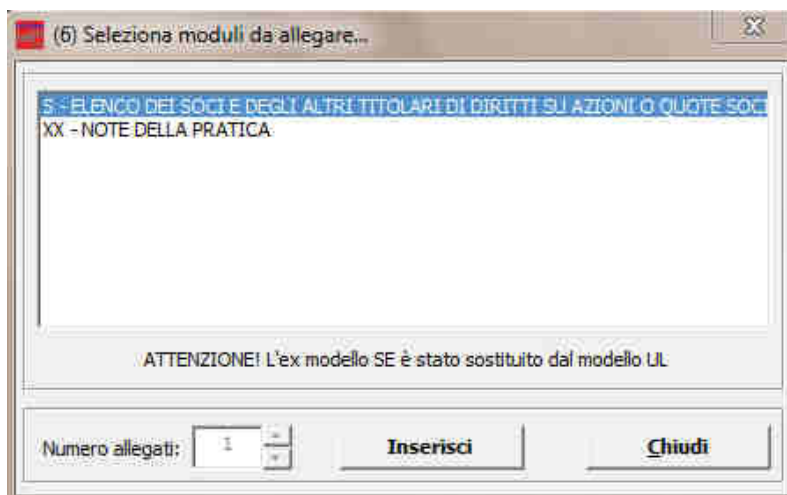 (6) Seleziona moduli da allegare...
S - ELENCO DEI SOCI E DEGLI ALTRI TITOLARI DI DIRITTI SU AZIONI O QUOTE SOCI
XX - NOTE DELLA PRATICA
ATTENZIONE! L'ex modello SE è stato sostituito dal modello UL
Numero allegati: 1 Inserisci Chiudi